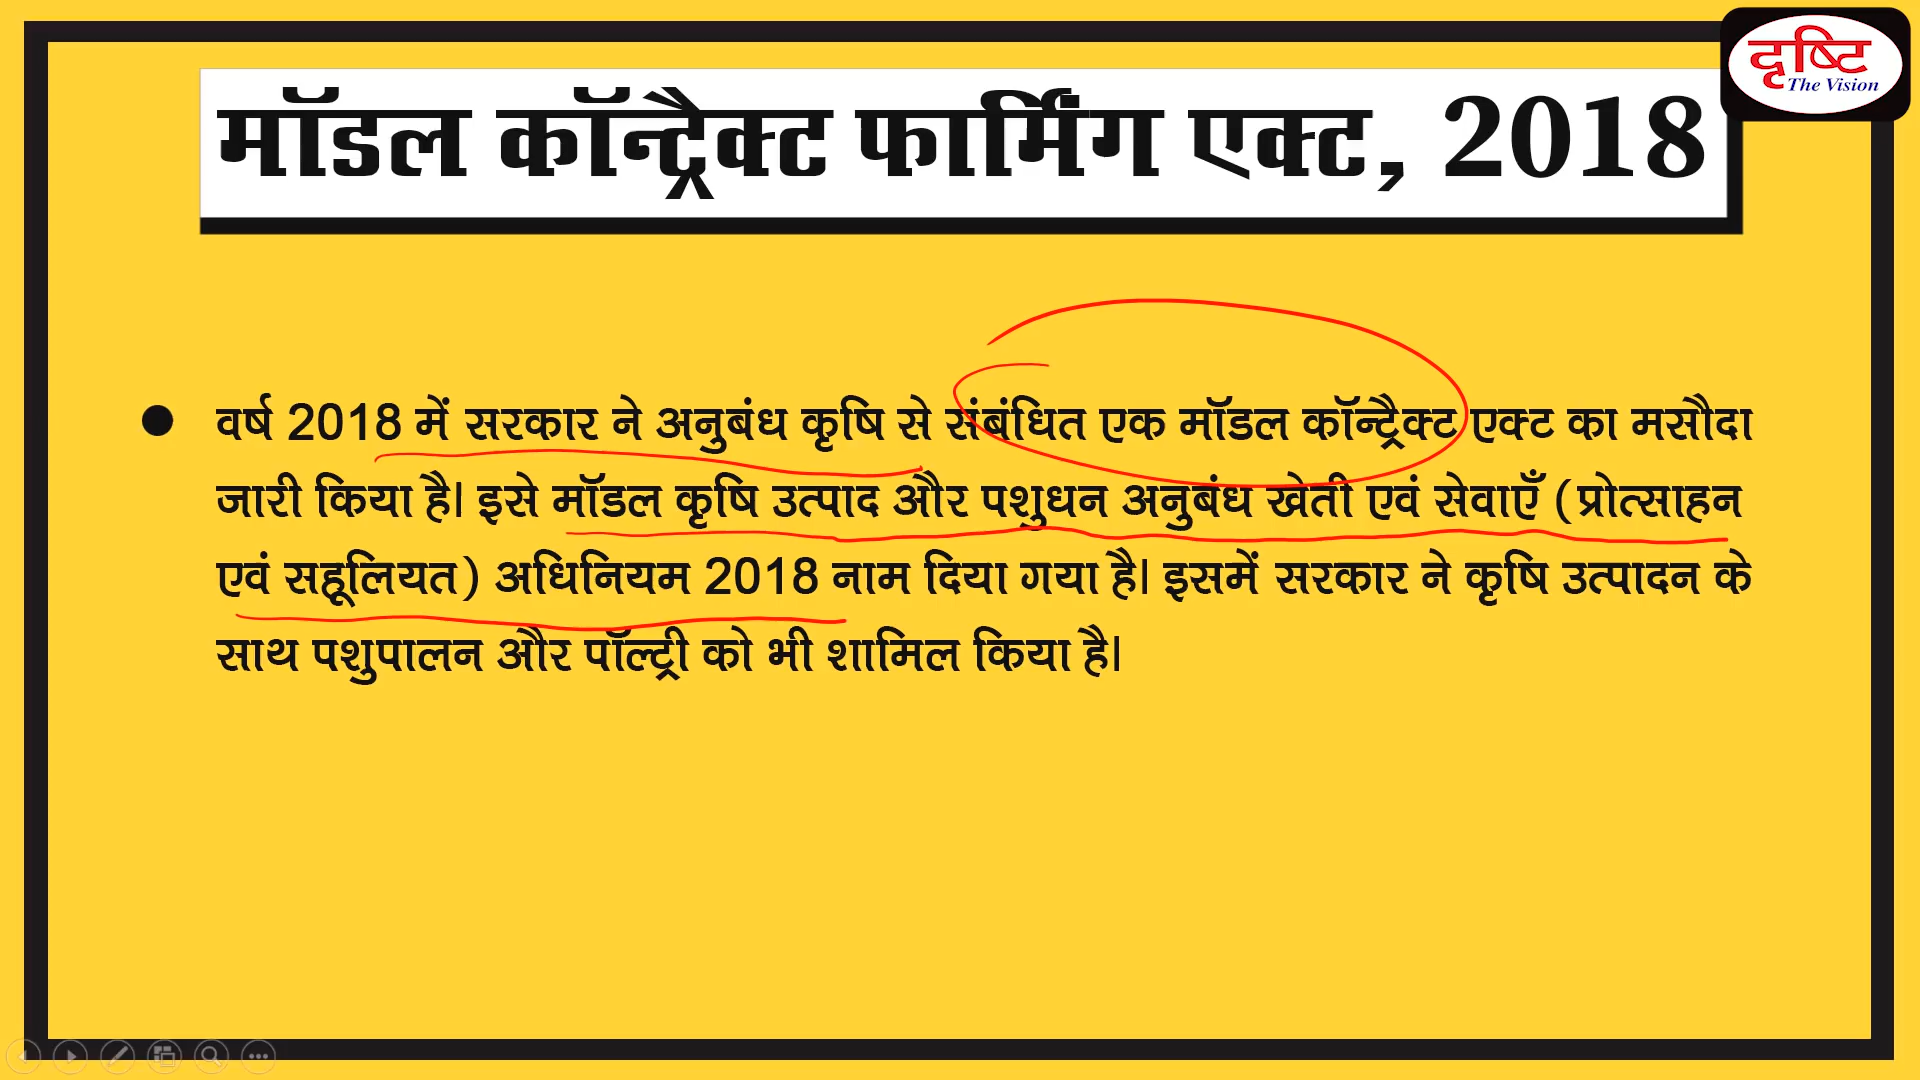 दृष्टि
The Vision
मॉडल कॉन्ट्रैक्ट फार्मिंग एक्ट, 2018
● वर्ष 2018 में सरकार ने अनुबंध कृषि से संबंधित एक मॉडल कॉन्ट्रैक्ट एक्ट का मसौदा
जारी किया है। इसे मॉडल कृषि उत्पाद और पशुधन अनुबंध खेती एवं सेवाएँ (प्रोत्साहन
एवं सहूलियत) अधिनियम 2018 नाम दिया गया है। इसमें सरकार ने कृषि उत्पादन के
साथ पशुपालन और पॉल्ट्री को भी शामिल किया है।